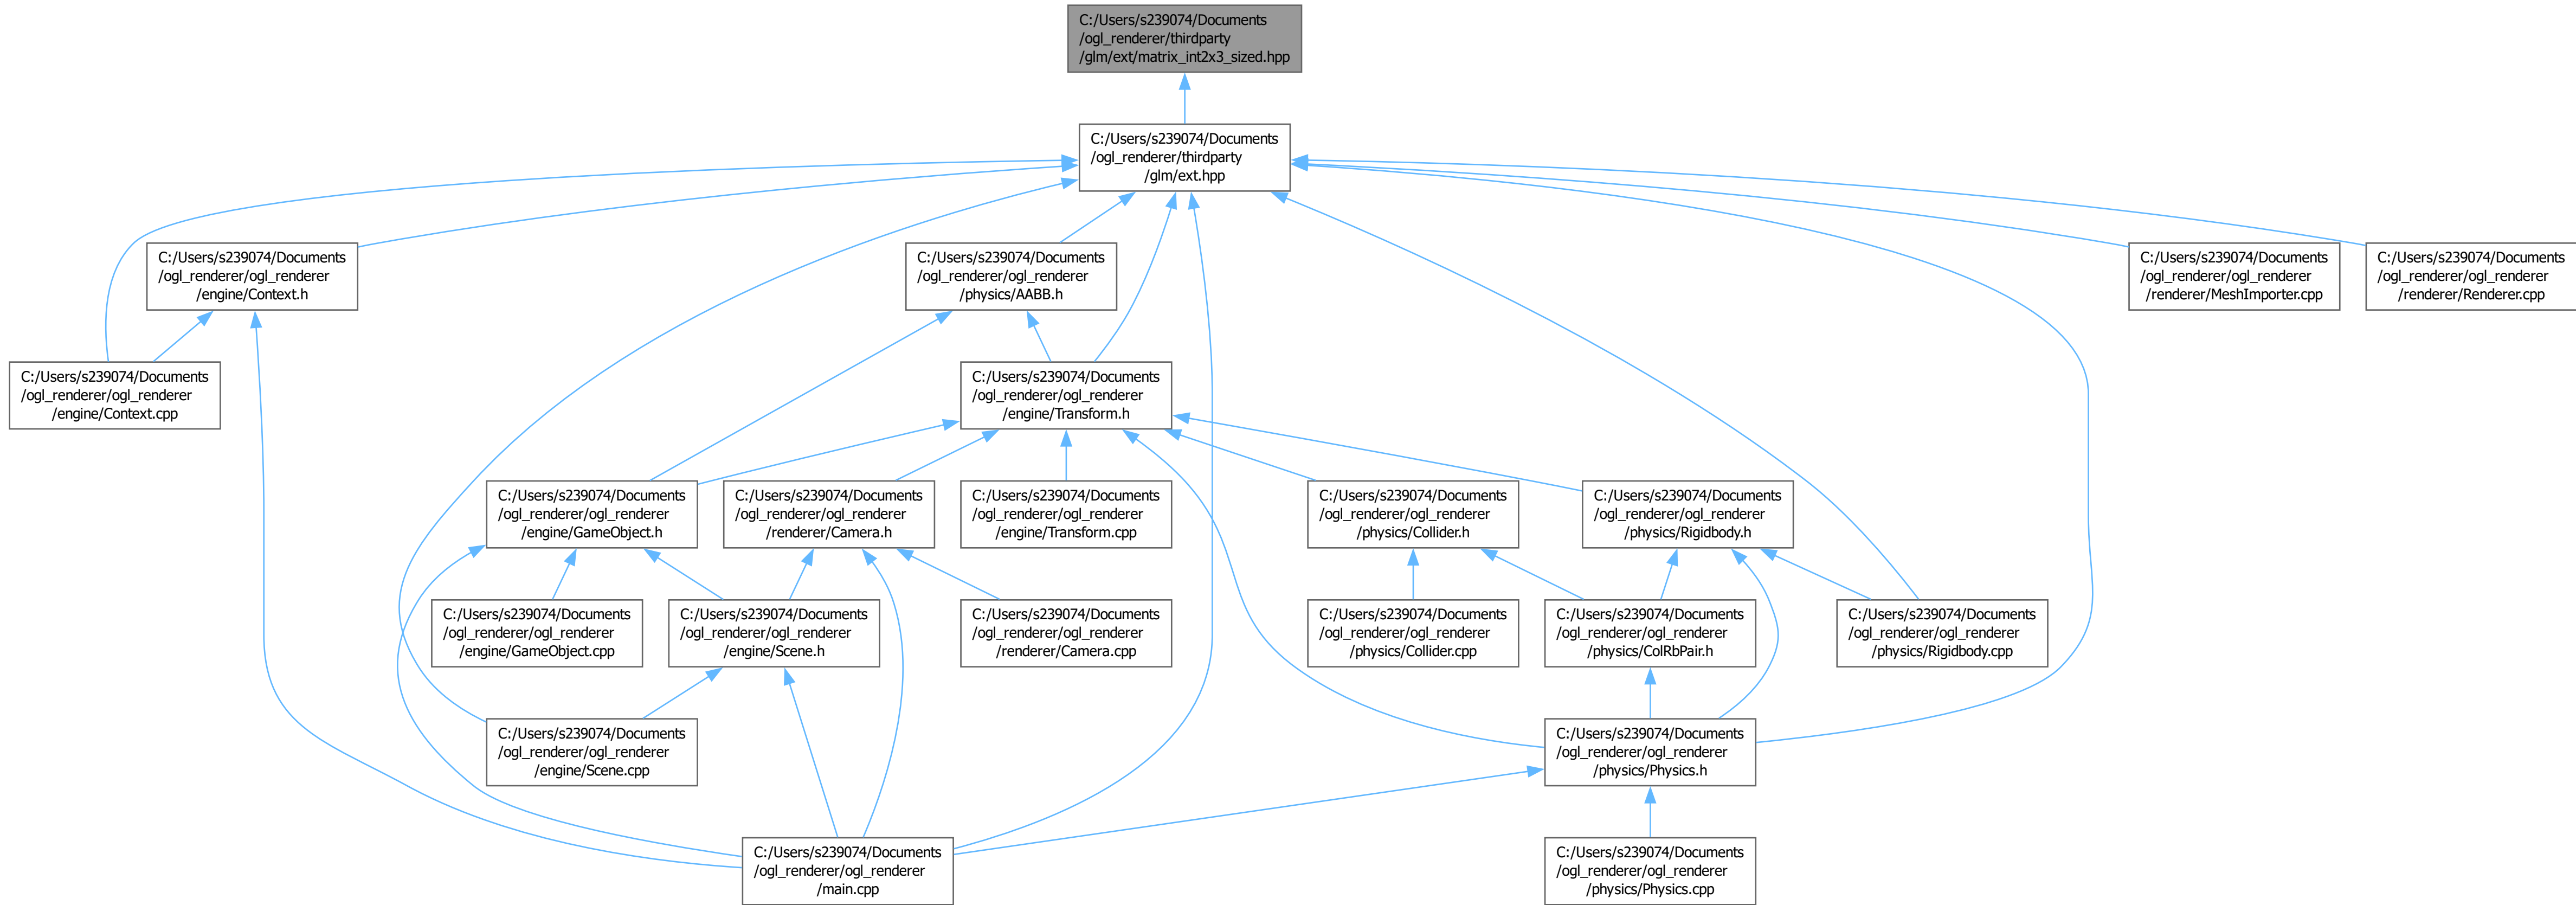 C:/Users/s239074/Documents
/ogl_renderer/thirdparty
/glm/ext/matrix_int2x3_sized.hpp
C:/Users/s239074/Documents
/ogl_renderer/thirdparty
/glm/ext.hpp
C:/Users/s239074/Documents
/ogl_renderer/ogl_renderer
/engine/Context.h
C:/Users/s239074/Documents
/ogl_renderer/ogl_renderer
/physics/AABB.h
C:/Users/s239074/Documents
/ogl_renderer/ogl_renderer
/renderer/MeshImporter.cpp
C:/Users/s239074/Documents
/ogl_renderer/ogl_renderer
/renderer/Renderer.cpp
C:/Users/s239074/Documents
/ogl_renderer/ogl_renderer
/engine/Context.cpp
C:/Users/s239074/Documents
/ogl_renderer/ogl_renderer
/engine/Transform.h
C:/Users/s239074/Documents
/ogl_renderer/ogl_renderer
/engine/GameObject.h
C:/Users/s239074/Documents
/ogl_renderer/ogl_renderer
/renderer/Camera.h
C:/Users/s239074/Documents
/ogl_renderer/ogl_renderer
/engine/Transform.cpp
C:/Users/s239074/Documents
/ogl_renderer/ogl_renderer
/physics/Collider.h
C:/Users/s239074/Documents
/ogl_renderer/ogl_renderer
/physics/Rigidbody.h
C:/Users/s239074/Documents
/ogl_renderer/ogl_renderer
/engine/GameObject.cpp
C:/Users/s239074/Documents
/ogl_renderer/ogl_renderer
/engine/Scene.h
C:/Users/s239074/Documents
/ogl_renderer/ogl_renderer
/renderer/Camera.cpp
C:/Users/s239074/Documents
/ogl_renderer/ogl_renderer
/physics/Collider.cpp
C:/Users/s239074/Documents
/ogl_renderer/ogl_renderer
/physics/ColRbPair.h
C:/Users/s239074/Documents
/ogl_renderer/ogl_renderer
/physics/Rigidbody.cpp
C:/Users/s239074/Documents
/ogl_renderer/ogl_renderer
/engine/Scene.cpp
C:/Users/s239074/Documents
/ogl_renderer/ogl_renderer
/physics/Physics.h
C:/Users/s239074/Documents
/ogl_renderer/ogl_renderer
/main.cpp
C:/Users/s239074/Documents
/ogl_renderer/ogl_renderer
/physics/Physics.cpp